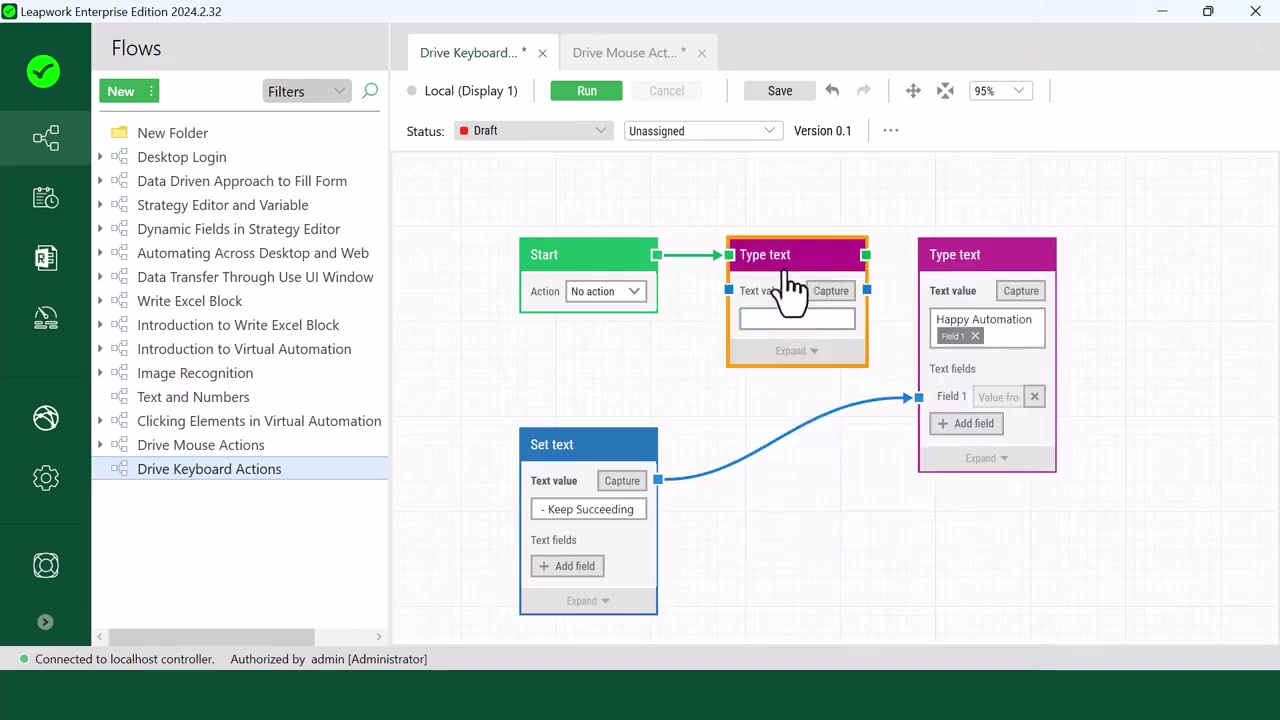 Leapwork Enterprise Edition 2024.2.32
Flows
New
Filters
New Folder
Desktop Login
Data Driven Approach to Fill Form
Strategy Editor and Variable
Dynamic Fields in Strategy Editor
Automating Across Desktop and Web
Data Transfer Through Use UI Window
Write Excel Block
Introduction to Write Excel Block
Introduction to Virtual Automation
Image Recognition
Text and Numbers
Clicking Elements in Virtual Automation
Drive Mouse Actions
Drive Keyboard Actions
Drive Keyboard... *
Drive Mouse Act... *
Local (Display 1)
Run
Cancel
Save
95%
Status:
Draft
Unassigned
Version 0.1
Start
Action
No action
Type text
Text
Capture
Expand
Type text
Text value
Capture
Happy Automation
Field 1
Text fields
Field 1
Value fro
Add field
Expand
Set text
Text value
Capture
- Keep Succeeding
Text fields
Add field
Expand
Connected to localhost controller.
Authorized by admin [Administrator]